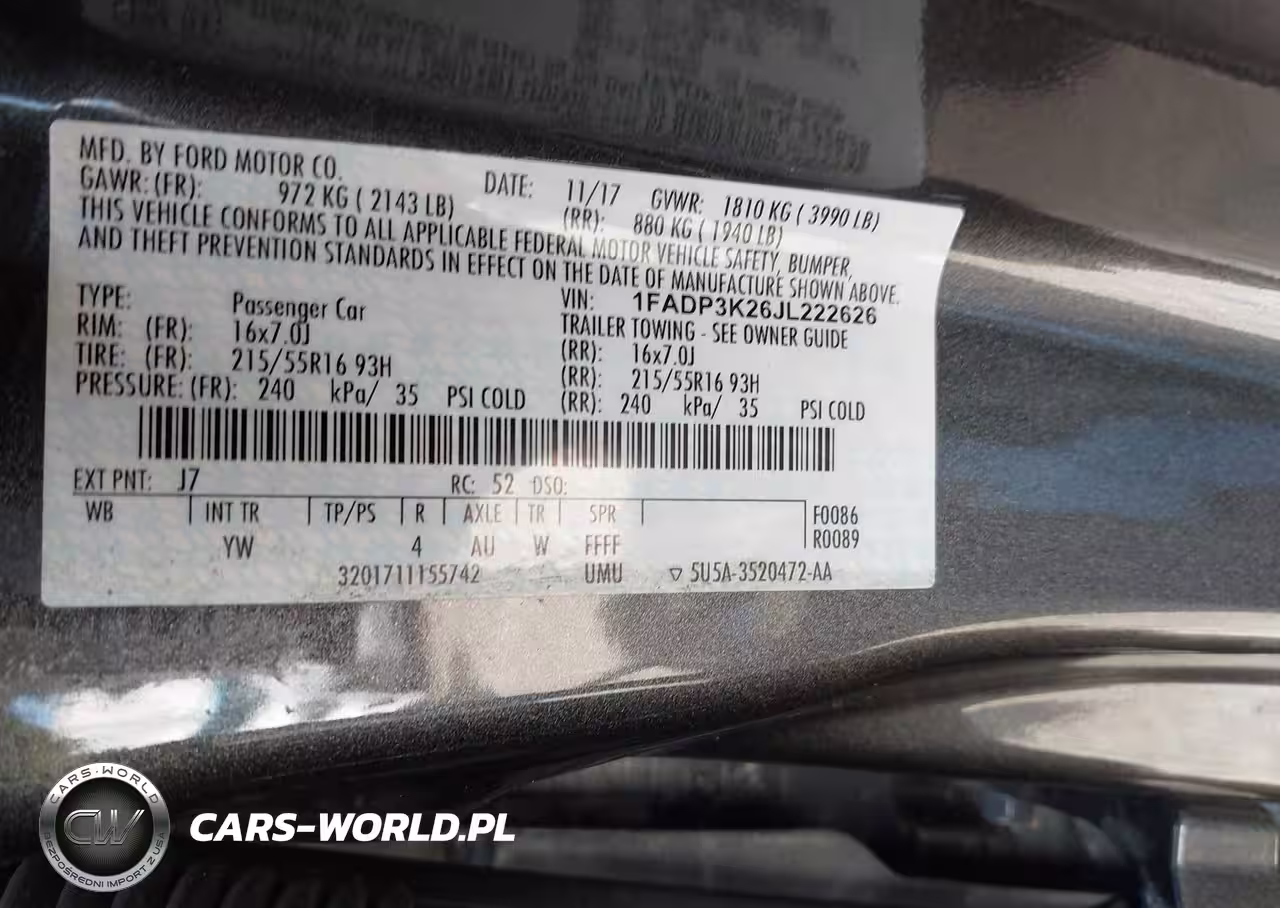 MFD. BY FORD MOTOR CO. DATE: 11/17 GVWR: 1810 KG ( 3990 LB)
GAWR: (FR): 972 KG ( 2143 LB) (RR): 880 KG ( 1940 LB)
THIS VEHICLE CONFORMS TO ALL APPLICABLE FEDERAL MOTOR VEHICLE SAFETY, BUMPER,
AND THEFT PREVENTION STANDARDS IN EFFECT ON THE DATE OF MANUFACTURE SHOWN ABOVE.
TYPE: Passenger Car VIN: 1FADP3K26JL222626
TRAILER TOWING - SEE OWNER GUIDE
RIM: (FR): 16x7.0J (RR): 16x7.0J
TIRE: (FR): 215/55R16 93H (RR): 215/55R16 93H
PRESSURE: (FR): 240 kPa/ 35 PSI COLD (RR): 240 kPa/ 35 PSI COLD
EXT PNT: J7 RC: 52 DSO:
WB INT TR TP/PS R AXLE TR SPR F0086
YW 4 AU W FFFF R0089
3201711155742 UMU ▽ 5U5A-3520472-AA
CARS-WORLD
CW
BEZPOŚREDNI IMPORT Z USA
CARS-WORLD.PL